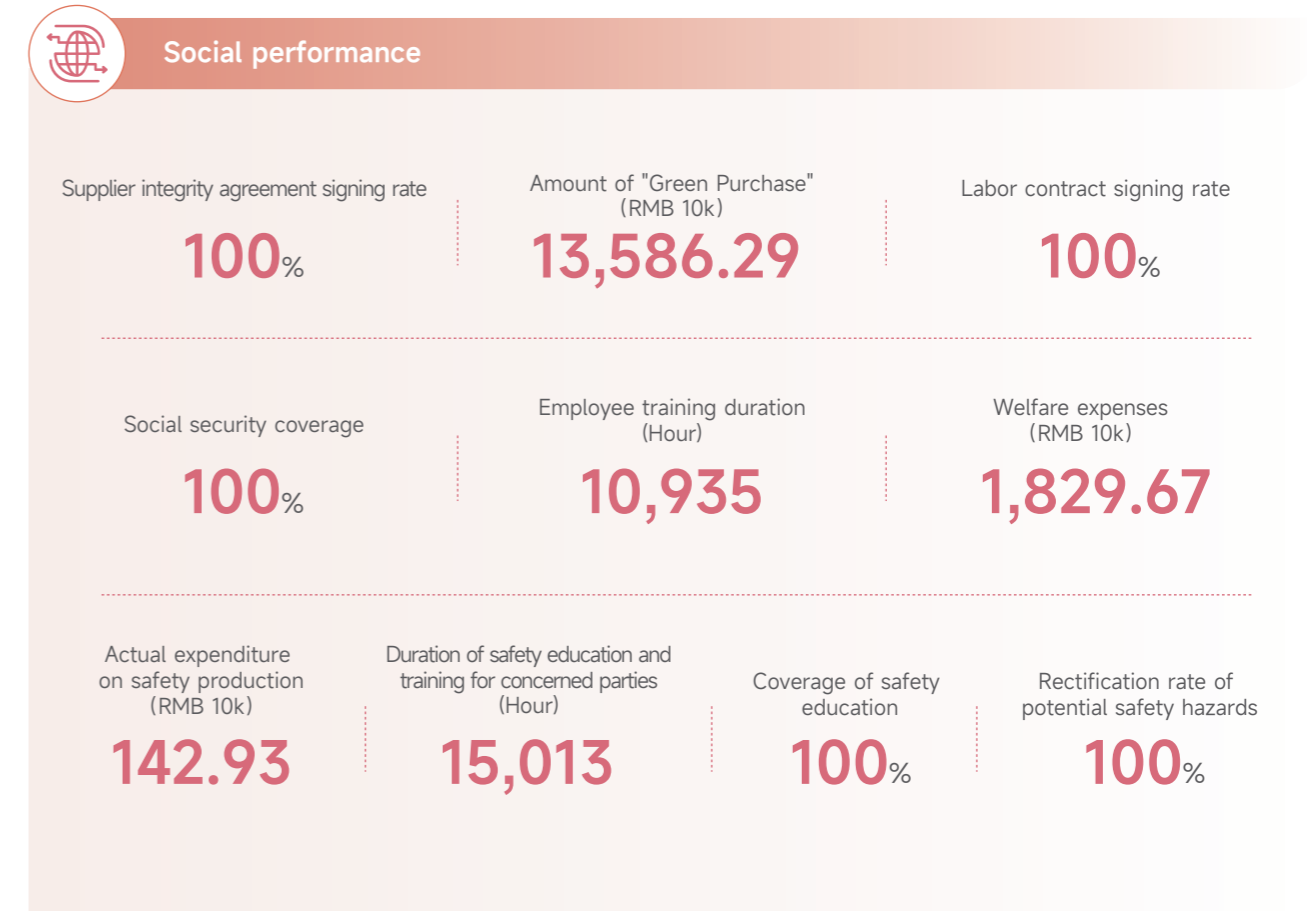 Social performance
Supplier integrity agreement signing rate
100%
Amount of "Green Purchase"
(RMB 10k)
13,586.29
Labor contract signing rate
100%
Social security coverage
100%
Employee training duration
(Hour)
10,935
Welfare expenses
(RMB 10k)
1,829.67
Actual expenditure
on safety production
(RMB 10k)
142.93
Duration of safety education and
training for concerned parties
(Hour)
15,013
Coverage of safety
education
100%
Rectification rate of
potential safety hazards
100%